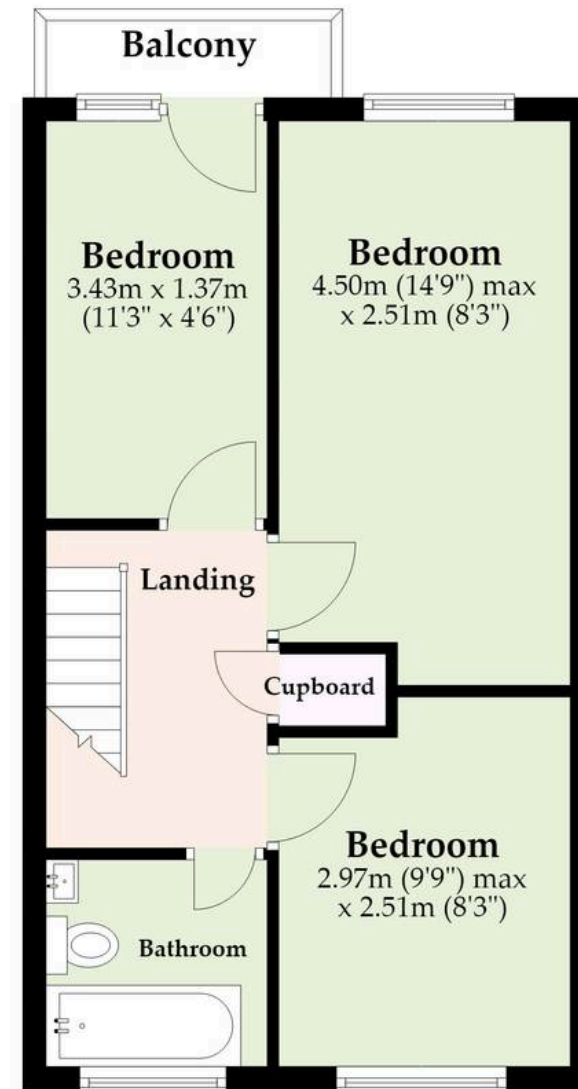 Balcony
Bedroom
3.43m x 1.37m
(11'3" x 4'6")
Bedroom
4.50m (14'9") max
x 2.51m (8'3")
Landing
Cupboard
Bedroom
2.97m (9'9") max
x 2.51m (8'3")
Bathroom